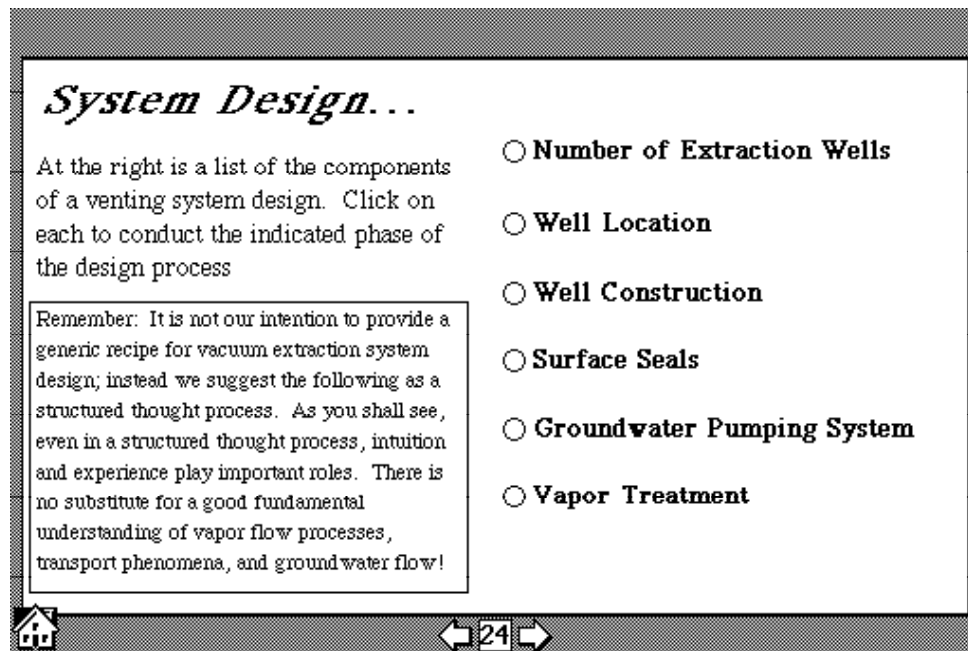 System Design...
At the right is a list of the components
of a venting system design.  Click on
each to conduct the indicated phase of
the design process
Remember:  It is not our intention to provide a
generic recipe for vacuum extraction system
design; instead we suggest the following as a
structured thought process.  As you shall see,
even in a structured thought process, intuition
and experience play important roles.  There is
no substitute for a good fundamental
understanding of vapor flow processes,
transport phenomena, and groundwater flow!
Number of Extraction Wells
Well Location
Well Construction
Surface Seals
Groundwater Pumping System
Vapor Treatment
24